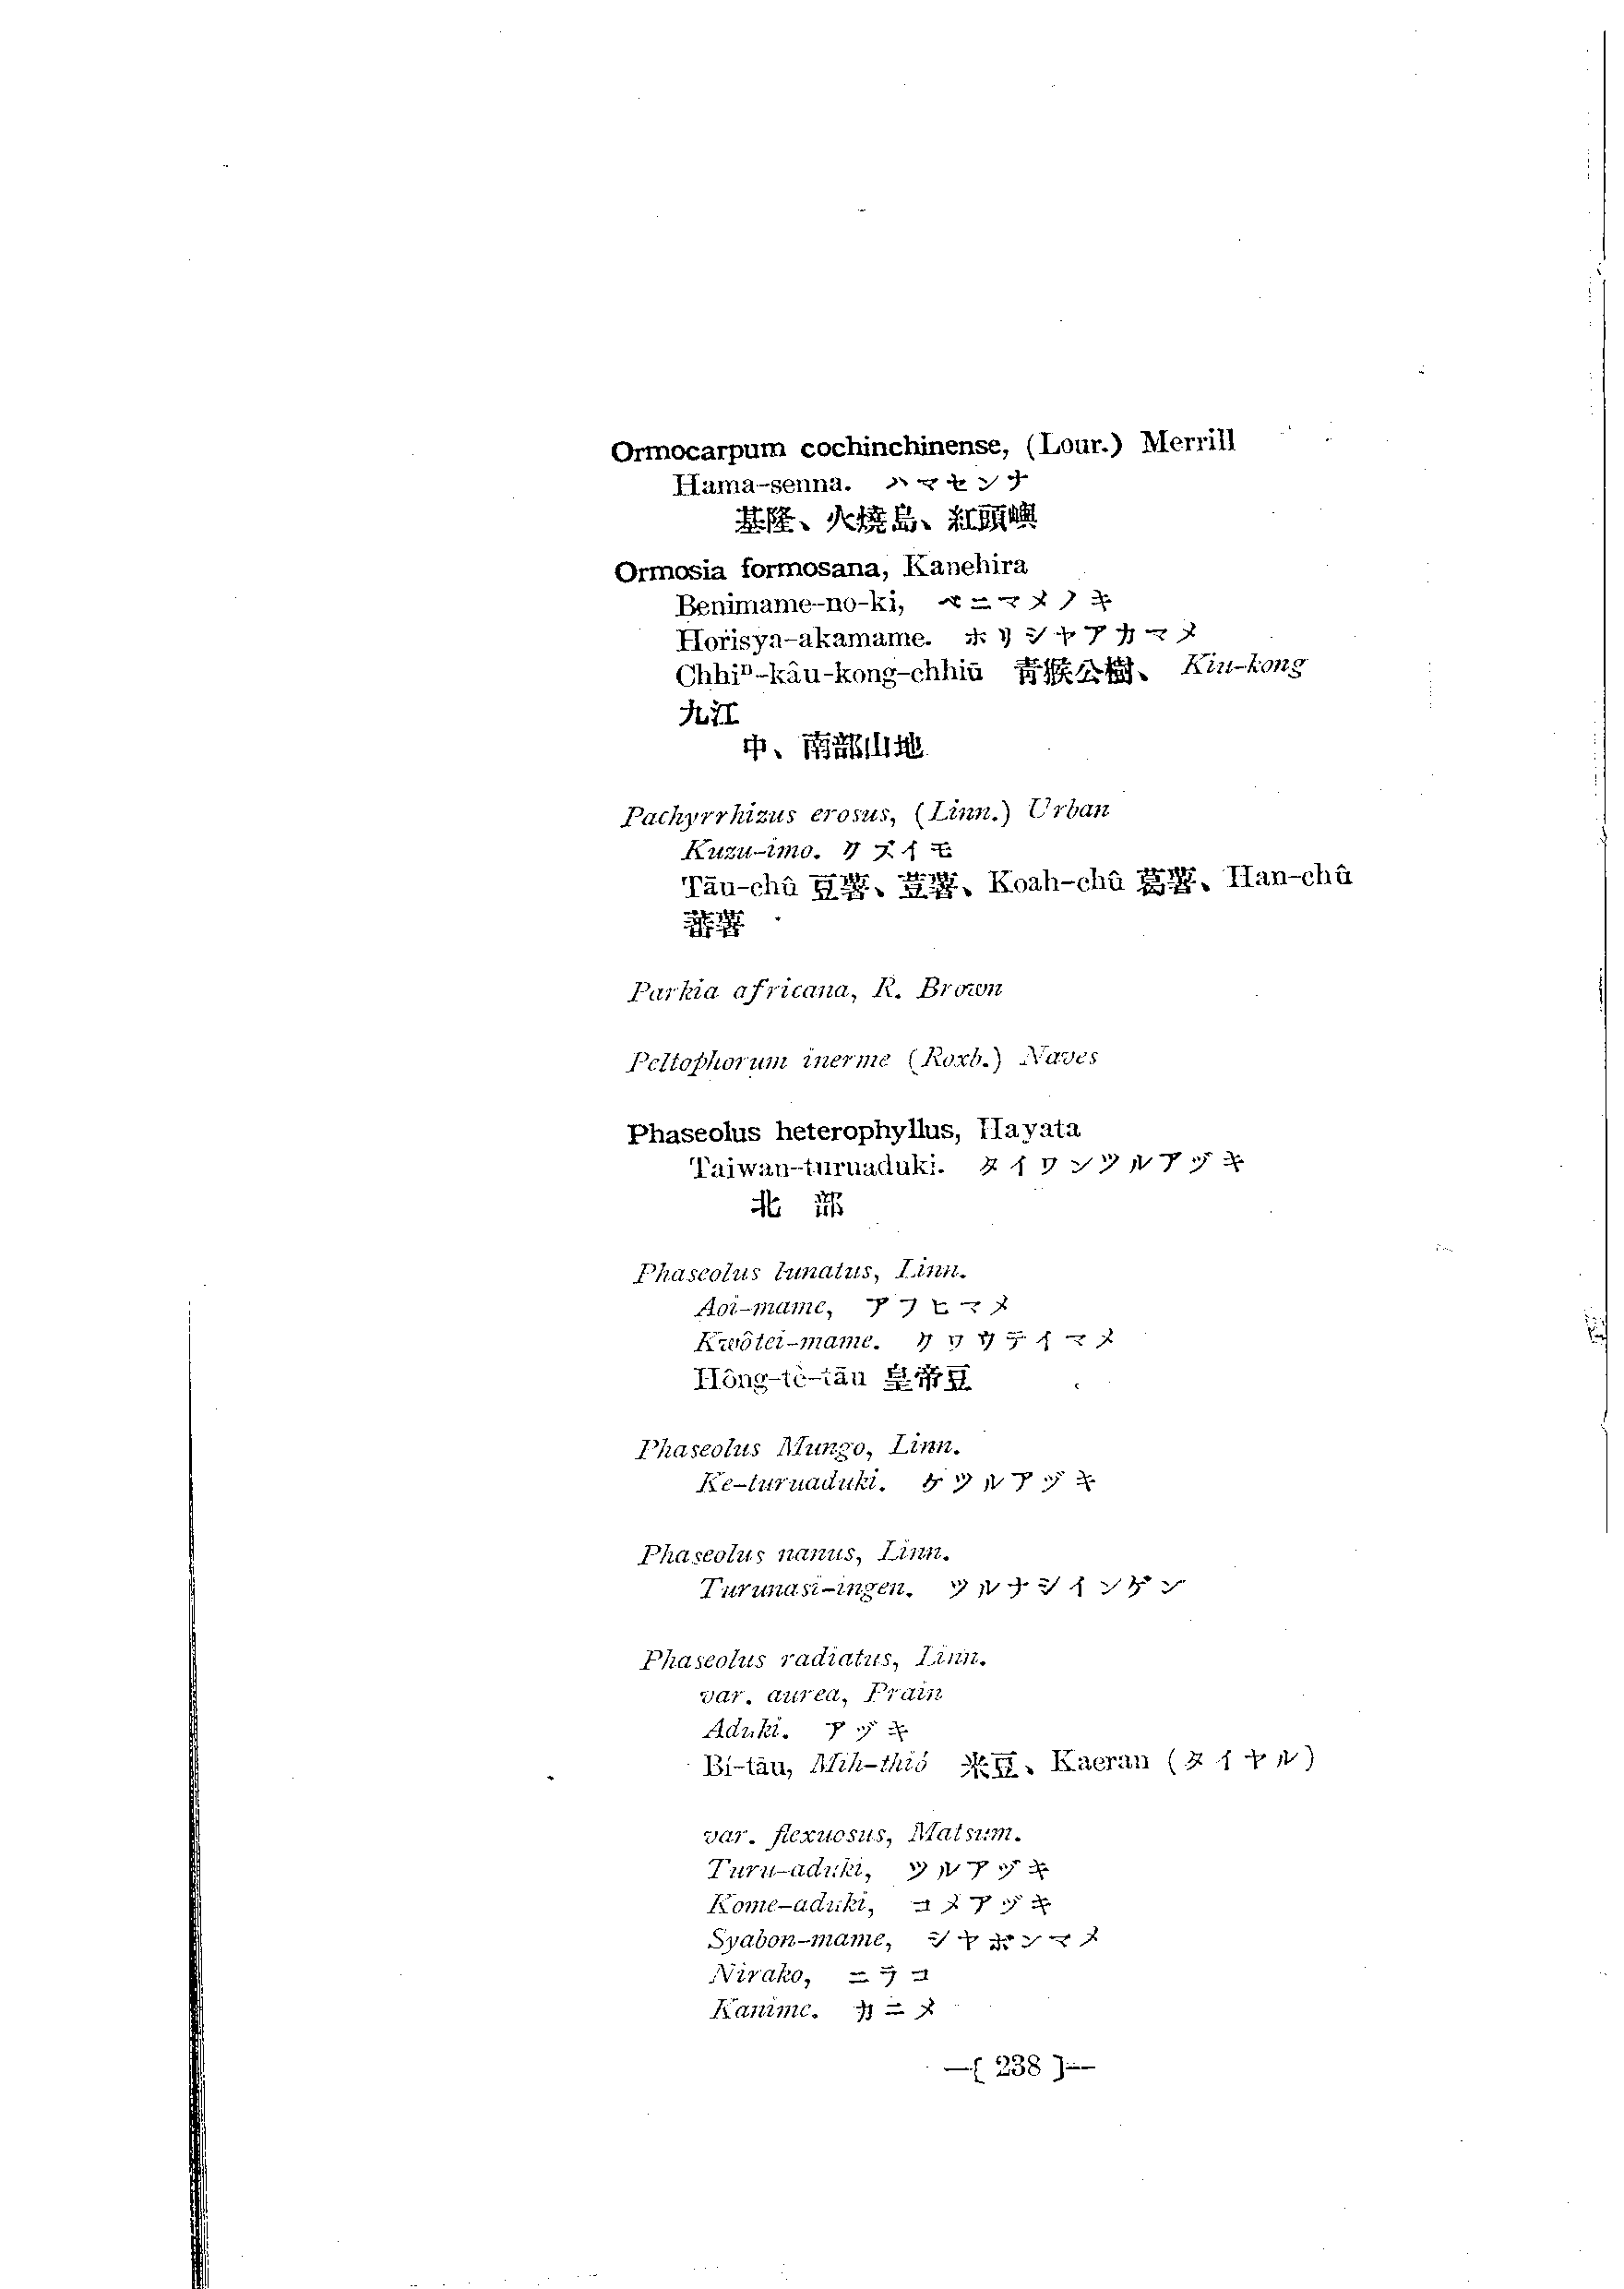 Ormocarpum cochinchinense, (Lour.) Merrill
Hama-senna. ハマセンナ
基隆、火燒島、紅頭嶼
Ormosia formosana, Kanehira
Benimame-no-ki, ベニマメノキ
Horisya-akamame. ホリシヤアカマメ
Chhiⁿ-kâu-kong-chhiū 青猴公樹、 Kiu-kong
九江
中、南部山地
Pachyrrhizus erosus, (Linn.) Urban
Kuzu-imo. クズイモ
Tāu-chû 豆薯、荳薯、Koah-chû 葛薯、Han-chû
蕃薯
Parkia africana, R. Brown
Peltophorum inerme (Roxb.) Naves
Phaseolus heterophyllus, Hayata
Taiwan-turuaduki. タイワンツルアヅキ
北 部
Phaseolus lunatus, Linn.
Aoi-mame, アフヒマメ
Kwôtei-mame. クワウテイマメ
Hông-tè-tāu 皇帝豆
Phaseolus Mungo, Linn.
Ke-turuaduki. ケツルアヅキ
Phaseolus nanus, Linn.
Turunasi-ingen. ツルナシインゲン
Phaseolus radiatus, Linn.
var. aurea, Prain
Aduki. アヅキ
Bí-tāu, Mih-thiò 米豆、Kaeran (タイヤル)
var. flexuosus, Matsum.
Turu-aduki, ツルアヅキ
Kome-aduki, コメアヅキ
Syabon-mame, シヤボンマメ
Nirako, ニラコ
Kanime. カニメ
—( 238 )—